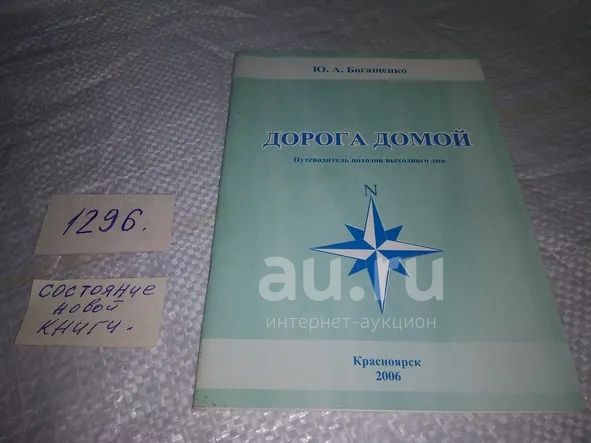 Ю. А. Богащенко
ДОРОГА ДОМОЙ
Путеводитель походов выходного дня
N
au.ru
интернет-аукцион
Красноярск
2006
1296.
состояние
новой
книги.